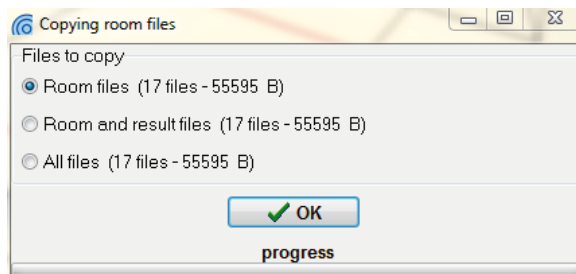 Copying room files
Files to copy
Room files (17 files - 55595 B)
Room and result files (17 files - 55595 B)
All files (17 files - 55595 B)
OK
progress